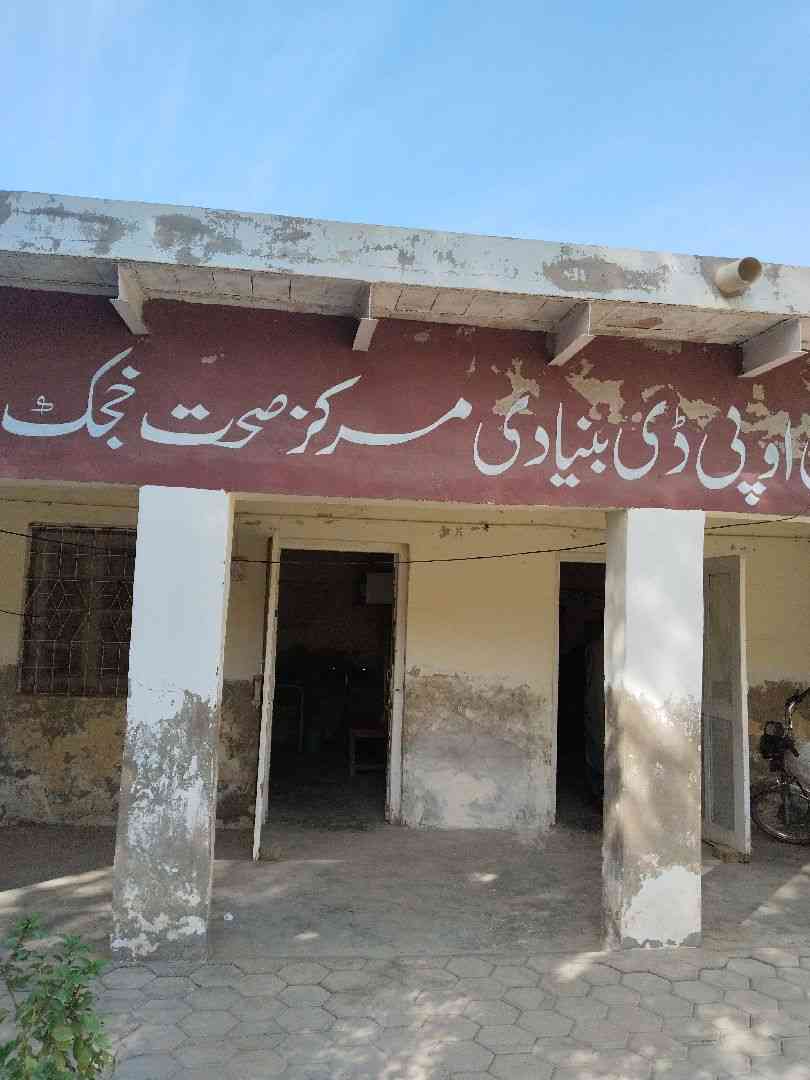 او پی ڈی بنیادی مرکز صحت خجک